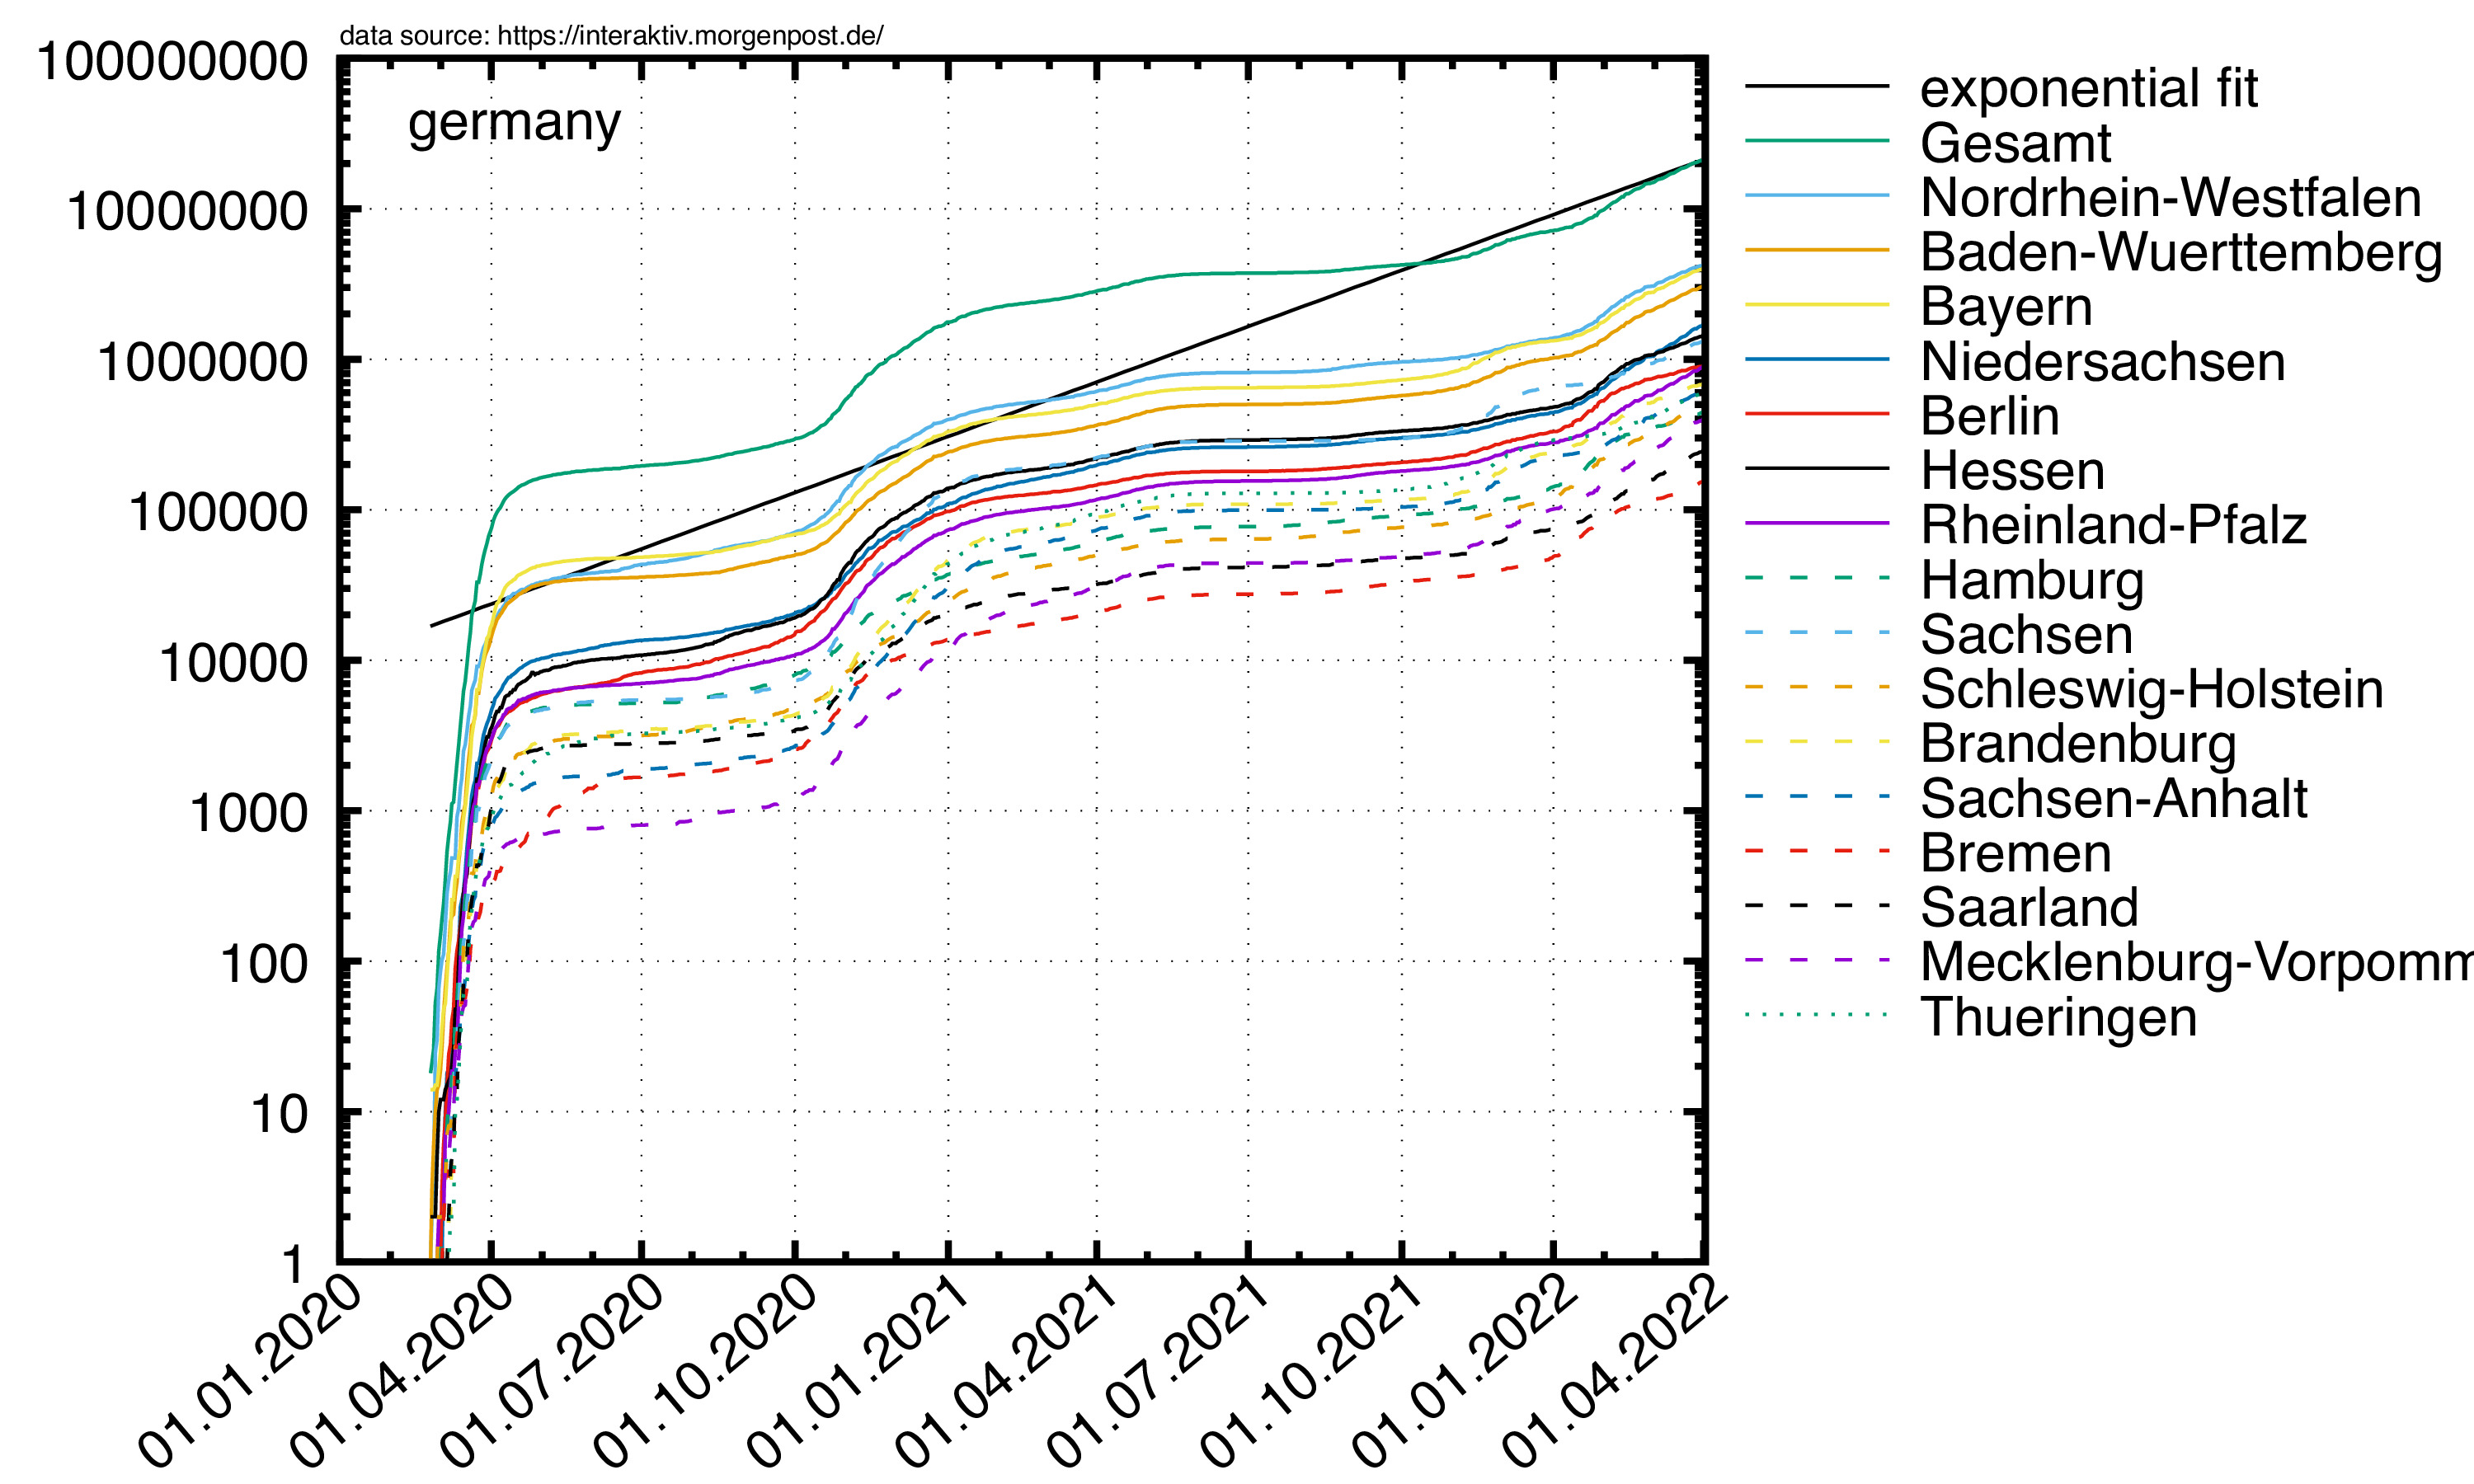 data source: https://interaktiv.morgenpost.de/
100000000
10000000
1000000
100000
10000
1000
100
10
1
germany
01.01.2020
01.04.2020
01.07.2020
01.10.2020
01.01.2021
01.04.2021
01.07.2021
01.10.2021
01.01.2022
01.04.2022
exponential fit
Gesamt
Nordrhein-Westfalen
Baden-Wuerttemberg
Bayern
Niedersachsen
Berlin
Hessen
Rheinland-Pfalz
Hamburg
Sachsen
Schleswig-Holstein
Brandenburg
Sachsen-Anhalt
Bremen
Saarland
Mecklenburg-Vorpomm
Thueringen